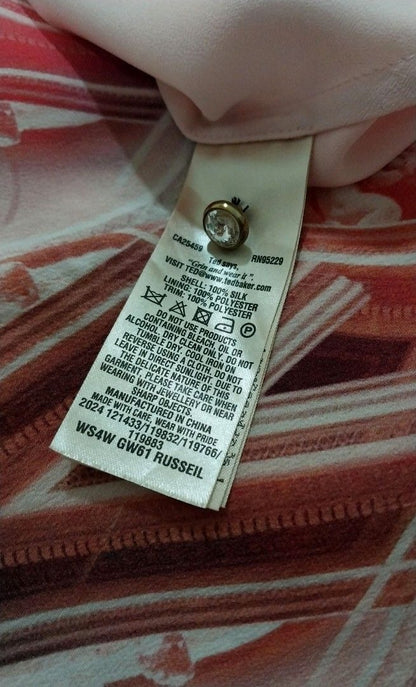 CA25459 RN95229
Ted says,
"Grin and wear it".
VISIT TED@www.tedbaker.com
SHELL: 100% SILK
LINING: 100% POLYESTER
TRIM: 100% POLYESTER
P
DO NOT USE PRODUCTS
CONTAINING BLEACH, OIL OR
ALCOHOL. DRY CLEAN ONLY. DO NOT
TUMBLE DRY. COOL IRON ON
REVERSE USING A CLOTH. DO NOT
LEAVE IN DIRECT SUNLIGHT. DUE TO
THE DELICATE NATURE OF THIS
GARMENT, PLEASE TAKE CARE WHEN
WEARING WITH JEWELLERY OR NEAR
SHARP OBJECTS.
MANUFACTURED IN CHINA
MADE WITH CARE, WEAR WITH PRIDE
2024 121433/119832/119766/
119883
WS4W GW61 RUSSEIL